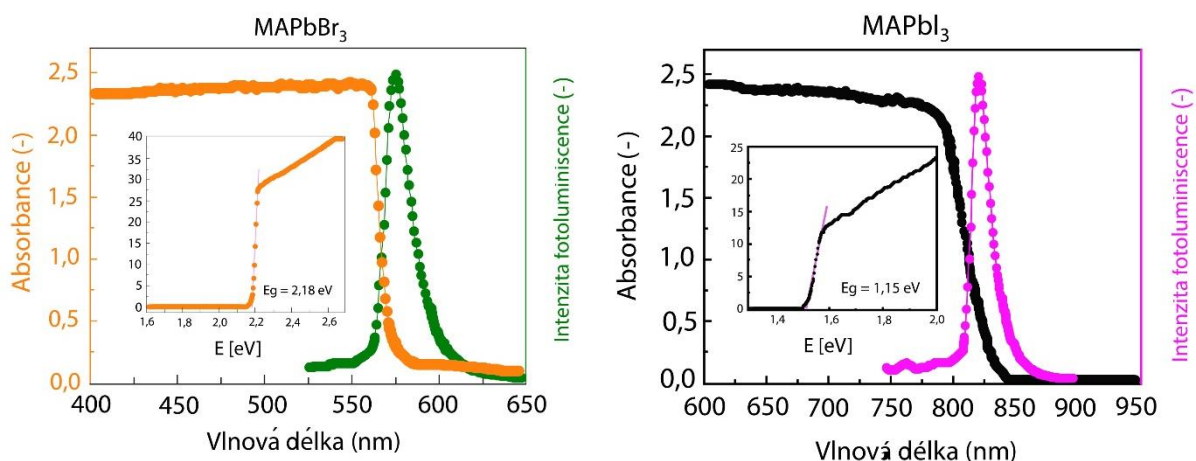 MAPbBr3
Absorbance (-)
2,5
2,0
1,5
1,0
0,5
0,0
400 450 500 550 600 650
Vlnová délka (nm)
Intenzita fotoluminiscence (-)
40
35
30
25
20
15
10
5
0
1,6 1,8 2,0 2,2 2,4 2,6
Eg = 2,18 eV
E [eV]
MAPbI3
Absorbance (-)
2,5
2,0
1,5
1,0
0,5
0,0
600 650 700 750 820 850 900 950
Vlnová délka (nm)
Intenzita fotoluminiscence (-)
25
20
15
10
5
0
1,4 1,6 1,8 2,0
Eg = 1,15 eV
E [eV]